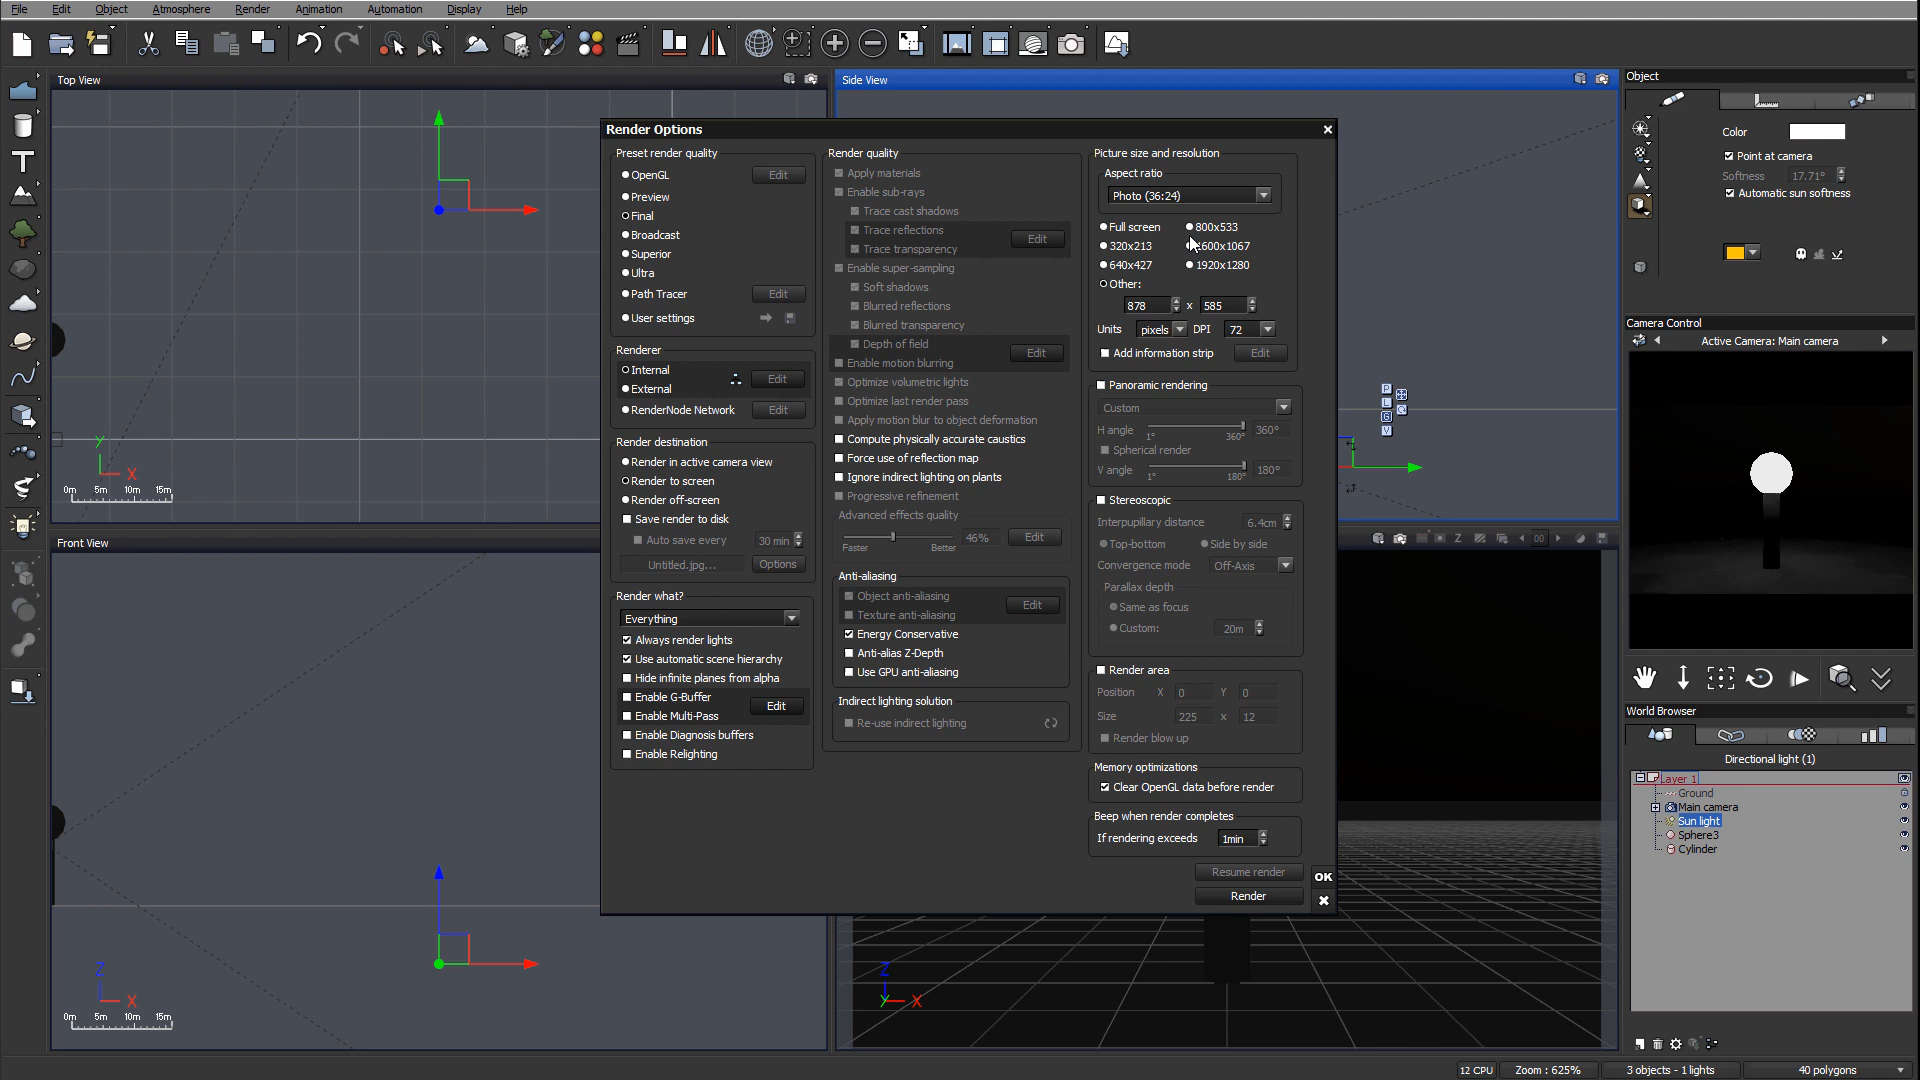 File Edit Object Atmosphere Render Animation Automation Display Help
Top View
Side View
Object
Color
Point at camera
Softness 17.71°
Automatic sun softness
Y
X
0m 5m 10m 15m
Front View
Z
X
0m 5m 10m 15m
Render Options
Preset render quality
OpenGL Edit
Preview
Final
Broadcast
Superior
Ultra
Path Tracer Edit
User settings
Renderer
Internal
External
Edit
RenderNode Network Edit
Render destination
Render in active camera view
Render to screen
Render off-screen
Save render to disk
Auto save every 30 min
Untitled.jpg... Options
Render what?
Everything
Always render lights
Use automatic scene hierarchy
Hide infinite planes from alpha
Enable G-Buffer
Enable Multi-Pass
Edit
Enable Diagnosis buffers
Enable Relighting
Render quality
Apply materials
Enable sub-rays
Trace cast shadows
Trace reflections
Trace transparency
Edit
Enable super-sampling
Soft shadows
Blurred reflections
Blurred transparency
Depth of field
Enable motion blurring
Edit
Optimize volumetric lights
Optimize last render pass
Apply motion blur to object deformation
Compute physically accurate caustics
Force use of reflection map
Ignore indirect lighting on plants
Progressive refinement
Advanced effects quality
46% Edit
Faster Better
Anti-aliasing
Object anti-aliasing
Texture anti-aliasing
Edit
Energy Conservative
Anti-alias Z-Depth
Use GPU anti-aliasing
Indirect lighting solution
Re-use indirect lighting
Picture size and resolution
Aspect ratio
Photo (36:24)
Full screen 800x533
320x213 1600x1067
640x427 1920x1280
Other:
878 x 585
Units pixels DPI 72
Add information strip Edit
Panoramic rendering
Custom
H angle 1° 360° 360°
Spherical render
V angle 1° 180° 180°
Stereoscopic
Interpupillary distance 6.4cm
Top-bottom Side by side
Convergence mode Off-Axis
Parallax depth
Same as focus
Custom: 20m
Render area
Position X 0 Y 0
Size 225 x 12
Render blow up
Memory optimizations
Clear OpenGL data before render
Beep when render completes
If rendering exceeds 1min
Resume render
Render
OK
P
L
G
V
Z
00
Z
Y X
Camera Control
Active Camera: Main camera
World Browser
Directional light (1)
Layer 1
Ground
Main camera
Sun light
Sphere3
Cylinder
12 CPU Zoom : 625% 3 objects - 1 lights 40 polygons